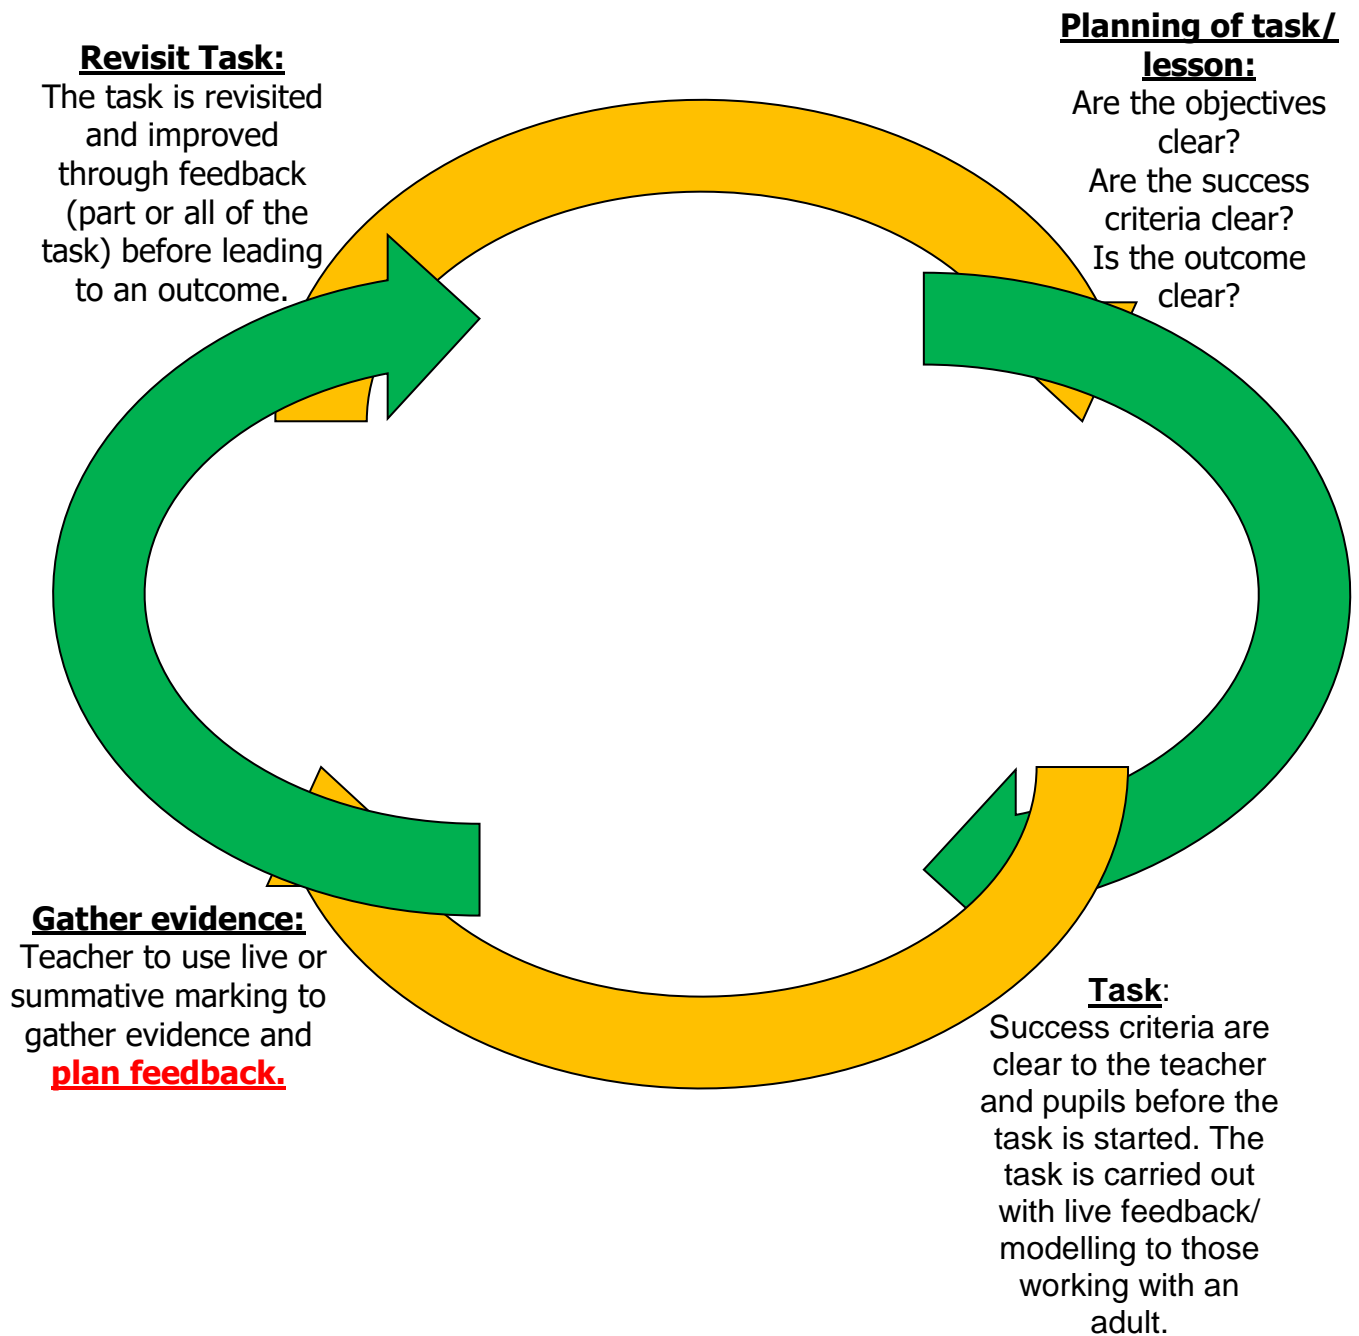 Revisit Task:
The task is revisited
and improved
through feedback
(part or all of the
task) before leading
to an outcome.
Planning of task/
lesson:
Are the objectives
clear?
Are the success
criteria clear?
Is the outcome
clear?
Gather evidence:
Teacher to use live or
summative marking to
gather evidence and
plan feedback.
Task:
Success criteria are
clear to the teacher
and pupils before the
task is started. The
task is carried out
with live feedback/
modelling to those
working with an
adult.